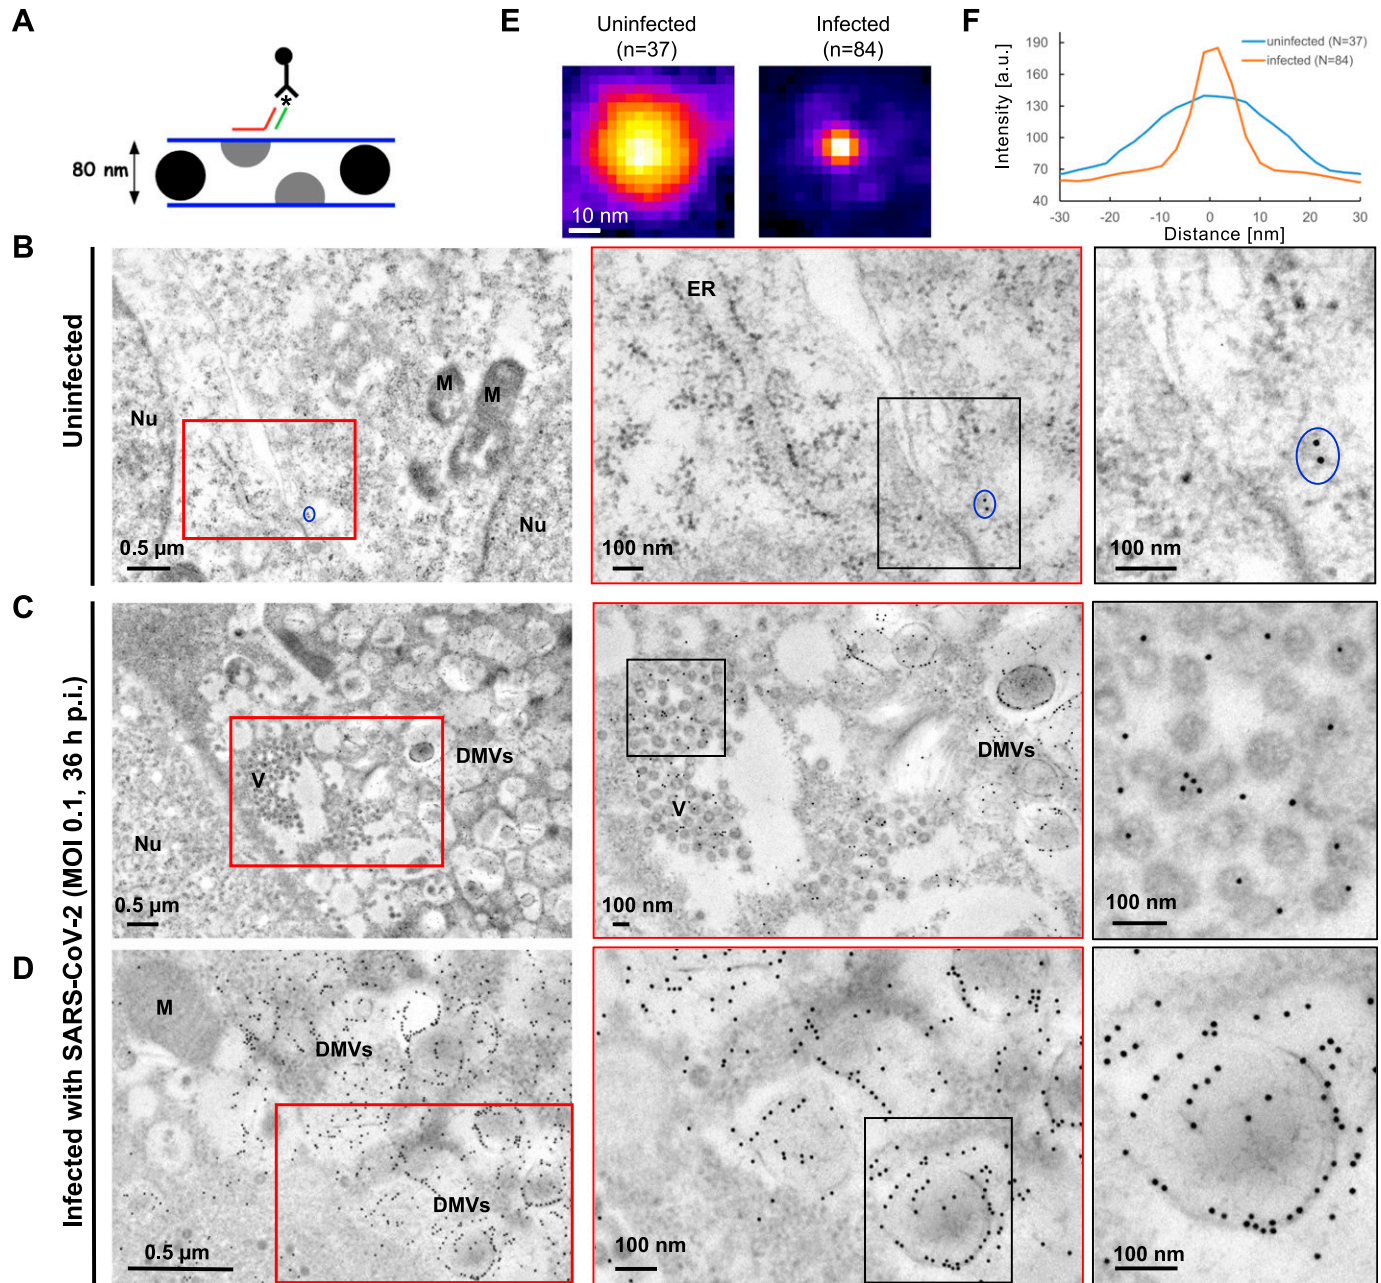 A
80 nm
*
E
Uninfected
(n=37)
Infected
(n=84)
10 nm
F
Intensity [a.u.]
190
160
130
100
70
40
-30
-20
-10
0
10
20
30
Distance [nm]
uninfected (N=37)
infected (N=84)
B
Uninfected
Nu
M
M
Nu
0.5 µm
ER
100 nm
100 nm
C
Infected with SARS-CoV-2 (MOI 0.1, 36 h p.i.)
V
DMVs
Nu
0.5 µm
DMVs
V
100 nm
100 nm
D
M
DMVs
DMVs
0.5 µm
100 nm
100 nm